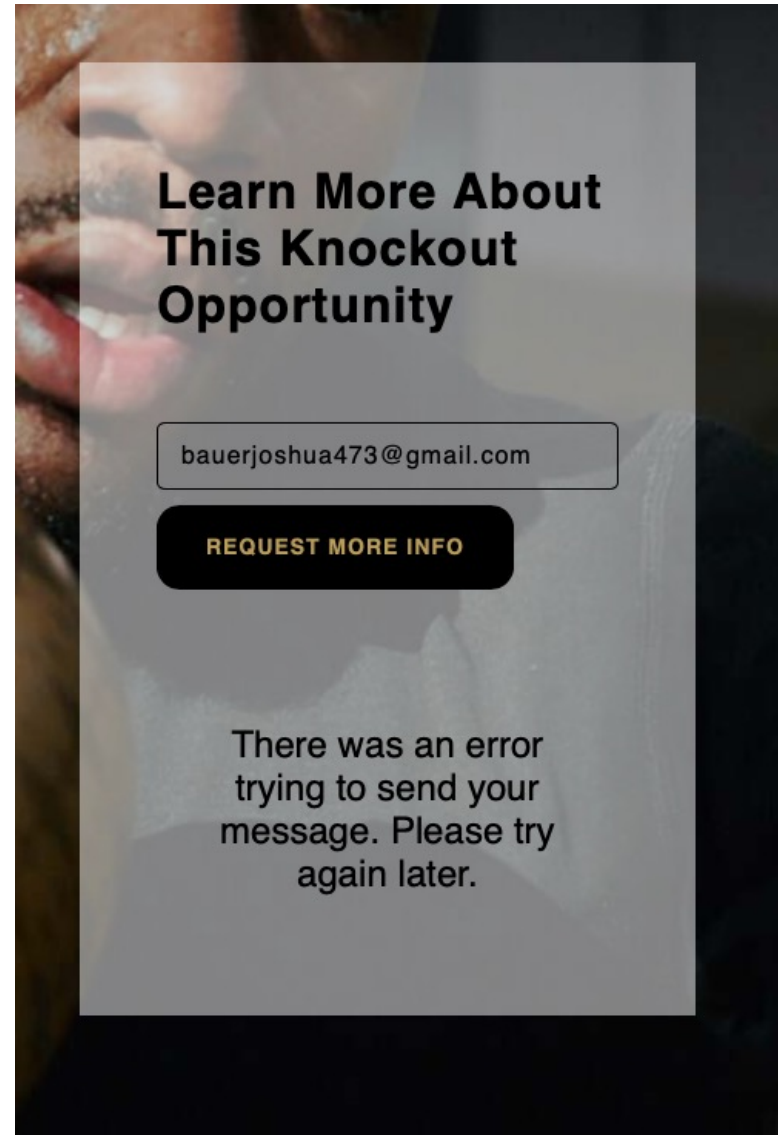 Learn More About
This Knockout
Opportunity
bauerjoshua473@gmail.com
REQUEST MORE INFO
There was an error
trying to send your
message. Please try
again later.